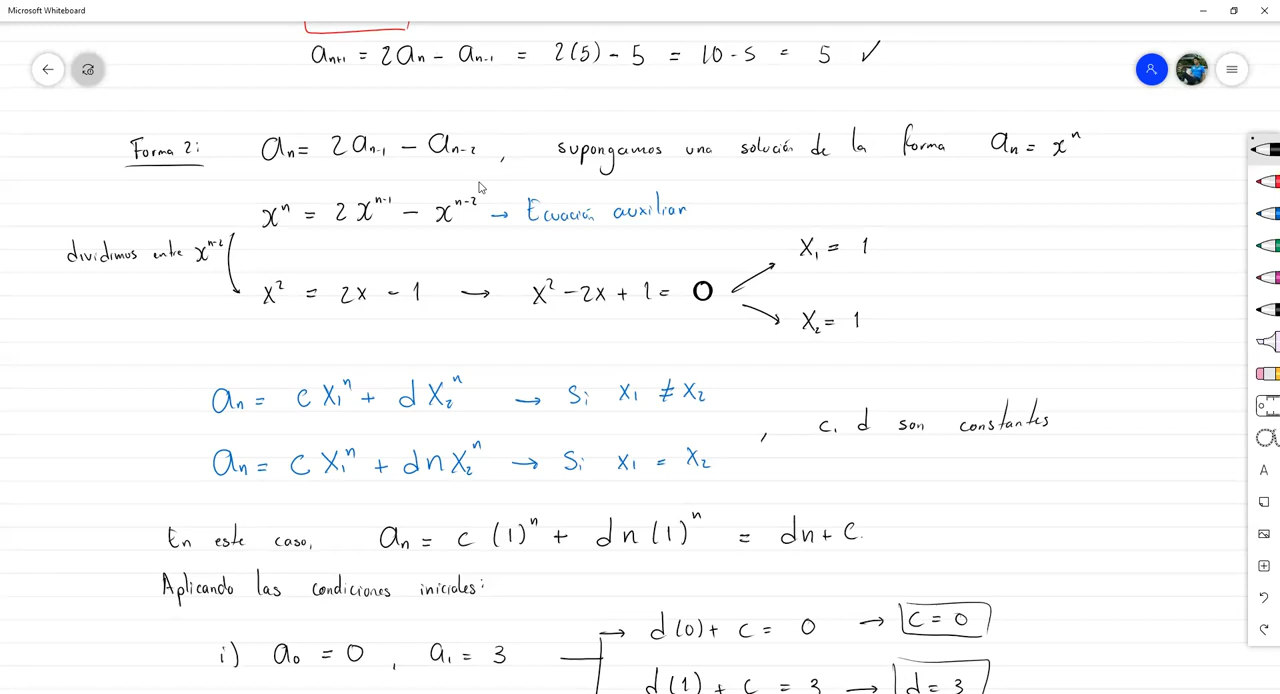 Microsoft Whiteboard
aₙ₊₁ = 2aₙ - aₙ₋₁ = 2(5) - 5 = 10 - 5 = 5 ✓
Forma 2: aₙ = 2aₙ₋₁ - aₙ₋₂, supongamos una solución de la forma aₙ = xⁿ
xⁿ = 2xⁿ⁻¹ - xⁿ⁻² → Ecuación auxiliar
dividimos entre xⁿ⁻²
x₁ = 1
x² = 2x - 1 → x² - 2x + 1 = 0
x₂ = 1
aₙ = cx₁ⁿ + dx₂ⁿ → Si x₁ ≠ x₂
, c, d son constantes
aₙ = cx₁ⁿ + dnx₂ⁿ → Si x₁ = x₂
En este caso, aₙ = c(1)ⁿ + dn(1)ⁿ = dn + c.
Aplicando las condiciones iniciales:
→ d(0) + c = 0 → c = 0
i) a₀ = 0, a₁ = 3
d(1) + c = 3 → d = 3
A